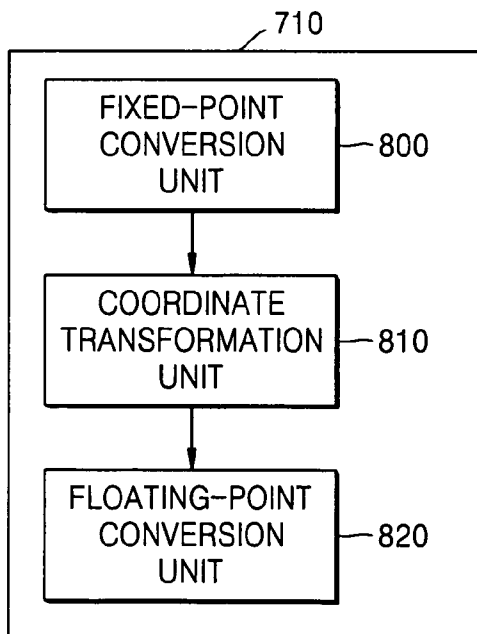 710
FIXED-POINT
CONVERSION
UNIT
800
COORDINATE
TRANSFORMATION
UNIT
810
FLOATING-POINT
CONVERSION
UNIT
820